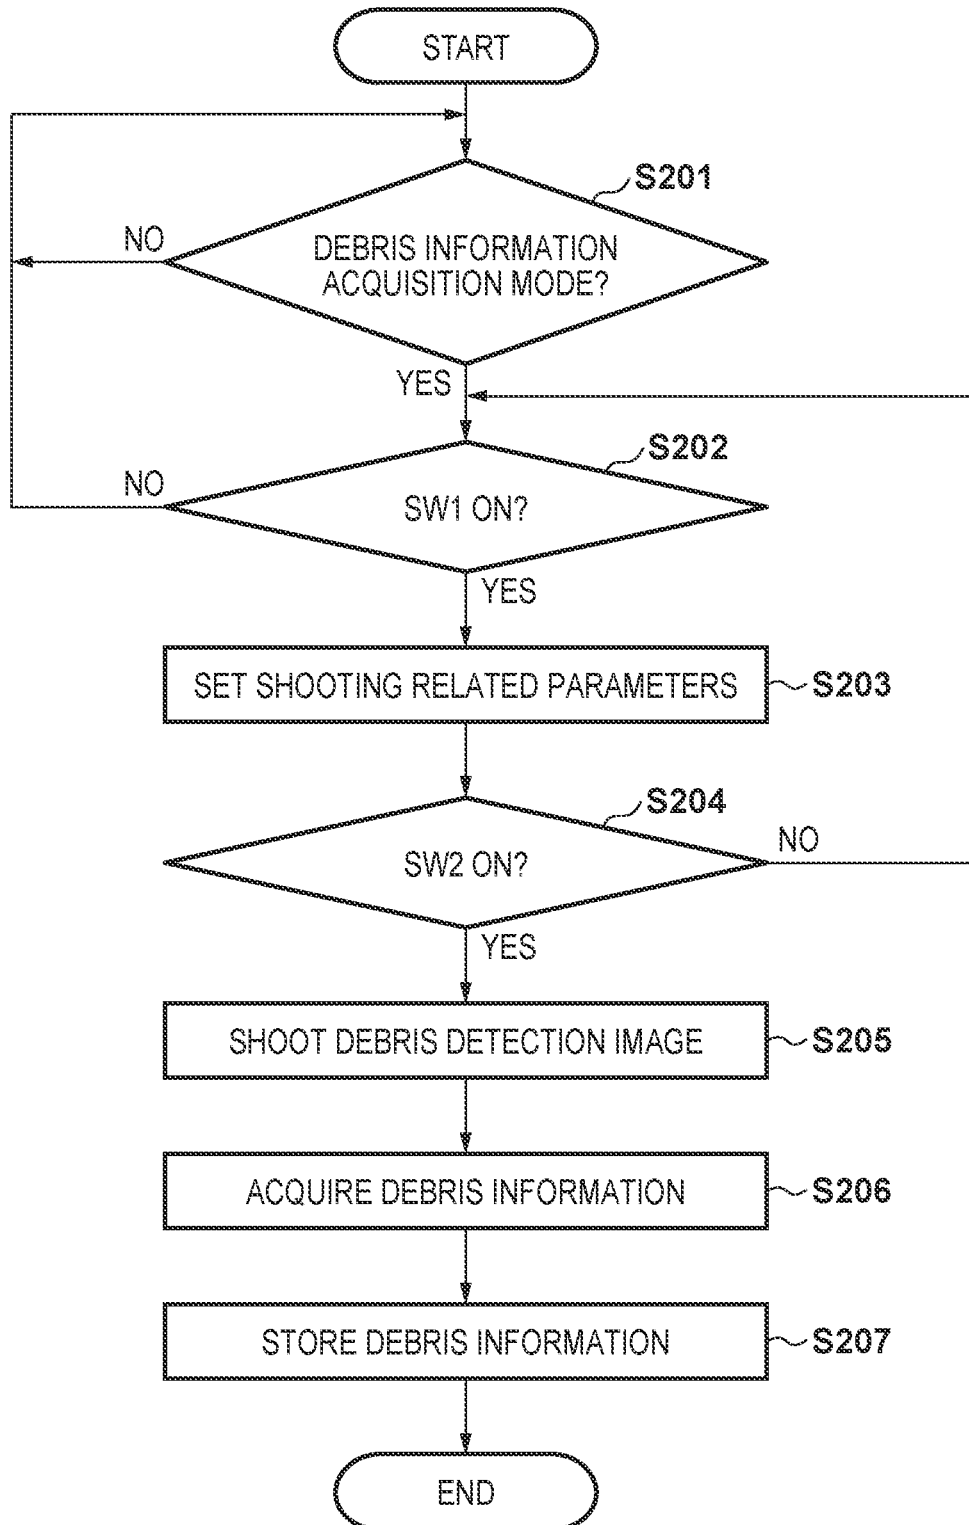 START
S201
NO
DEBRIS INFORMATION
ACQUISITION MODE?
YES
S202
NO
SW1 ON?
YES
SET SHOOTING RELATED PARAMETERS
S203
S204
NO
SW2 ON?
YES
SHOOT DEBRIS DETECTION IMAGE
S205
ACQUIRE DEBRIS INFORMATION
S206
STORE DEBRIS INFORMATION
S207
END